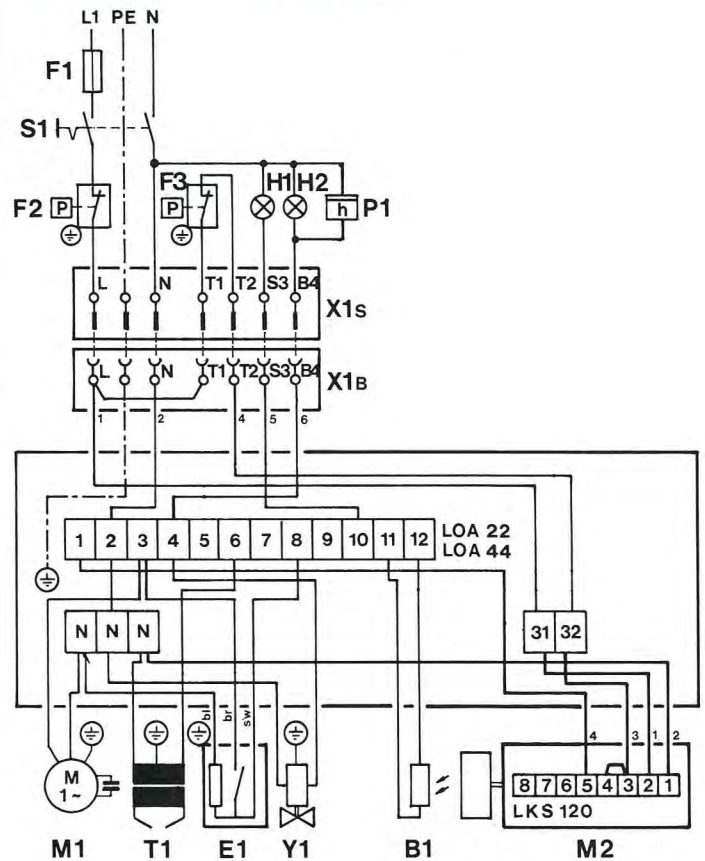 L1 PE N
F1
S1
F3 H1 H2
F2 P P h P1
L N T1 T2 S3 B4
X1S
L N T1 T2 S3 B4
X1B
1 2 4 5 6
1 2 3 4 5 6 7 8 9 10 11 12
LOA 22
LOA 44
N N N
31 32
bl br sw
4 3 1 2
M
1~
8 7 6 5 4 3 2 1
LKS 120
M1 T1 E1 Y1 B1 M2